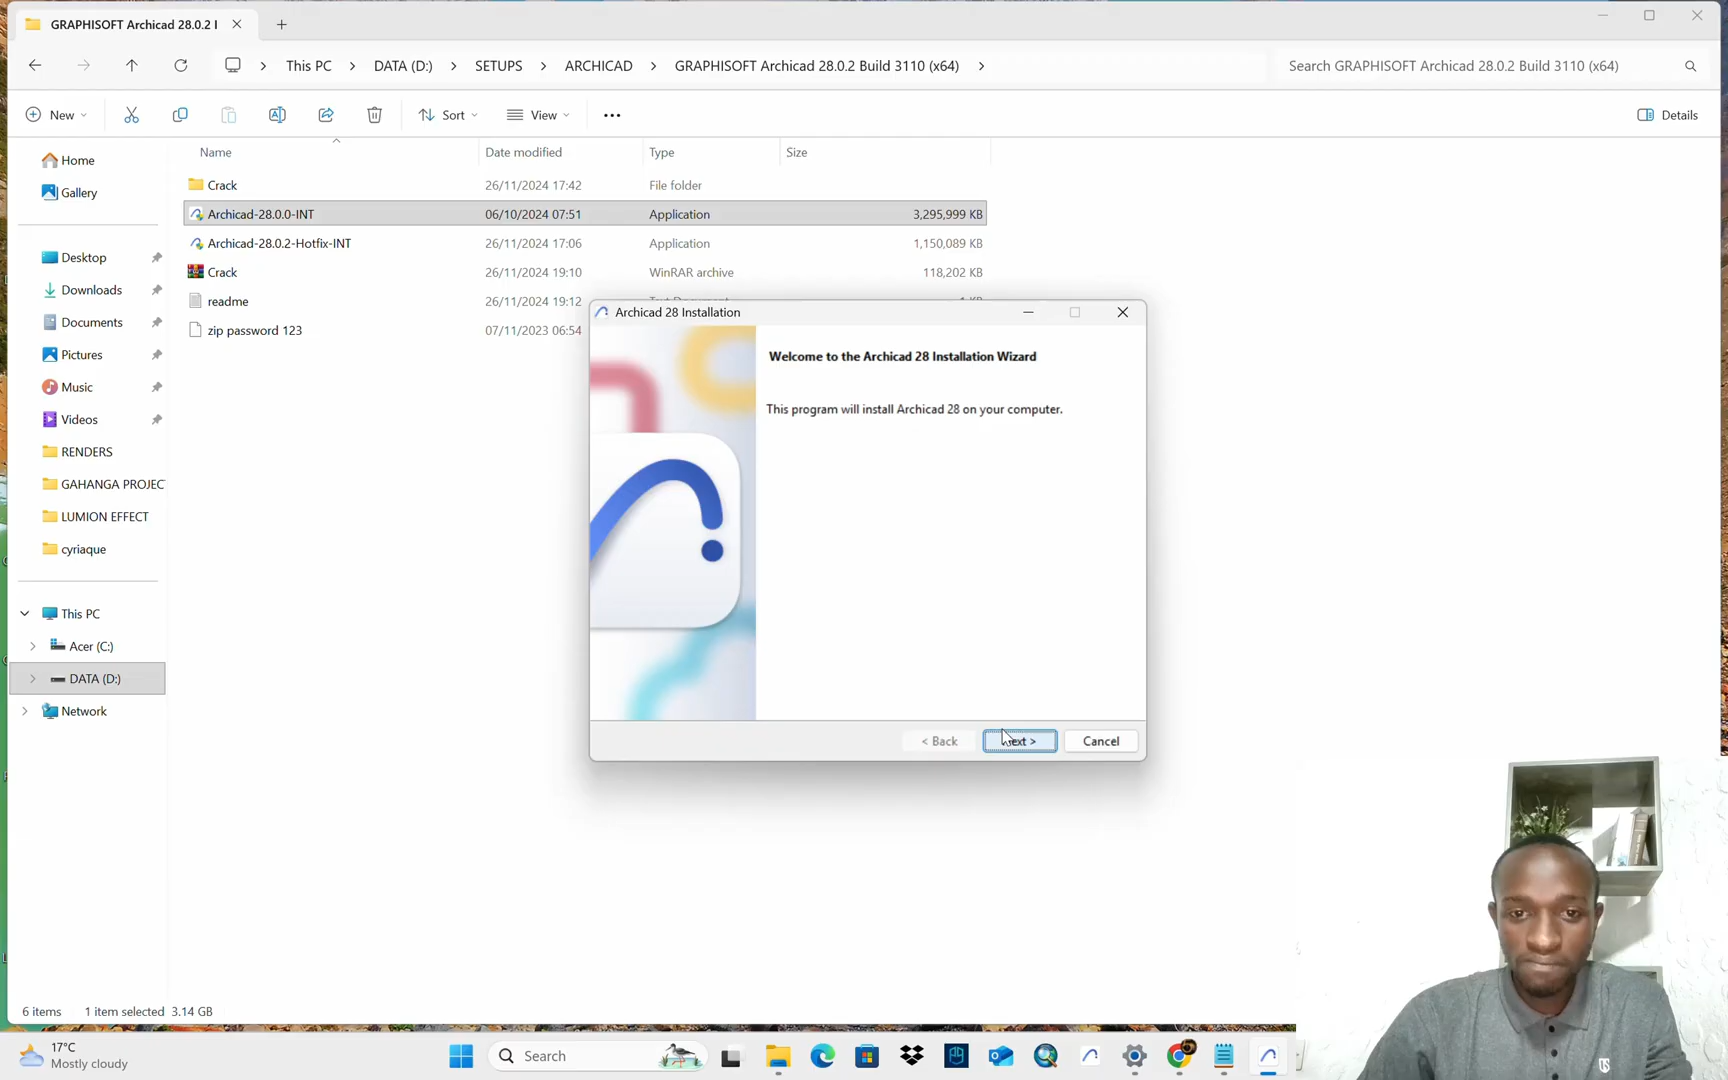 GRAPHISOFT Archicad 28.0.2 I
This PC > DATA (D:) > SETUPS > ARCHICAD > GRAPHISOFT Archicad 28.0.2 Build 3110 (x64) >
Search GRAPHISOFT Archicad 28.0.2 Build 3110 (x64)
New
Sort
View
Details
Name
Date modified
Type
Size
Crack 26/11/2024 17:42 File folder
Archicad-28.0.0-INT 06/10/2024 07:51 Application 3,295,999 KB
Archicad-28.0.2-Hotfix-INT 26/11/2024 17:06 Application 1,150,089 KB
Crack 26/11/2024 19:10 WinRAR archive 118,202 KB
readme 26/11/2024 19:12
zip password 123 07/11/2023 06:54
Home
Gallery
Desktop
Downloads
Documents
Pictures
Music
Videos
RENDERS
GAHANGA PROJEC
LUMION EFFECT
cyriaque
This PC
Acer (C:)
DATA (D:)
Network
Archicad 28 Installation
Welcome to the Archicad 28 Installation Wizard
This program will install Archicad 28 on your computer.
< Back
Next >
Cancel
6 items
1 item selected 3.14 GB
17°C
Mostly cloudy
Search